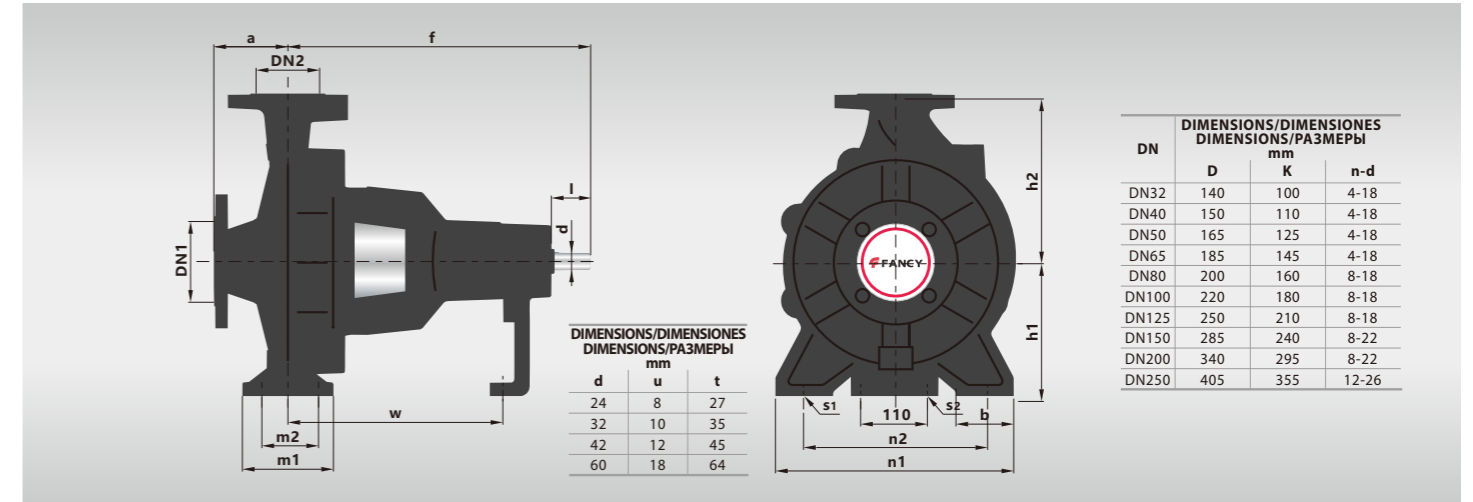 a f
DN2
l
d
DN1
w
m2
m1
DIMENSIONS/DIMENSIONES
DIMENSIONS/РАЗМЕРЫ
mm
d u t
24 8 27
32 10 35
42 12 45
60 18 64
FANCY
h2
h1
S1 110 S2 b
n2
n1
DN DIMENSIONS/DIMENSIONES
DIMENSIONS/РАЗМЕРЫ
mm
D K n-d
DN32 140 100 4-18
DN40 150 110 4-18
DN50 165 125 4-18
DN65 185 145 4-18
DN80 200 160 8-18
DN100 220 180 8-18
DN125 250 210 8-18
DN150 285 240 8-22
DN200 340 295 8-22
DN250 405 355 12-26